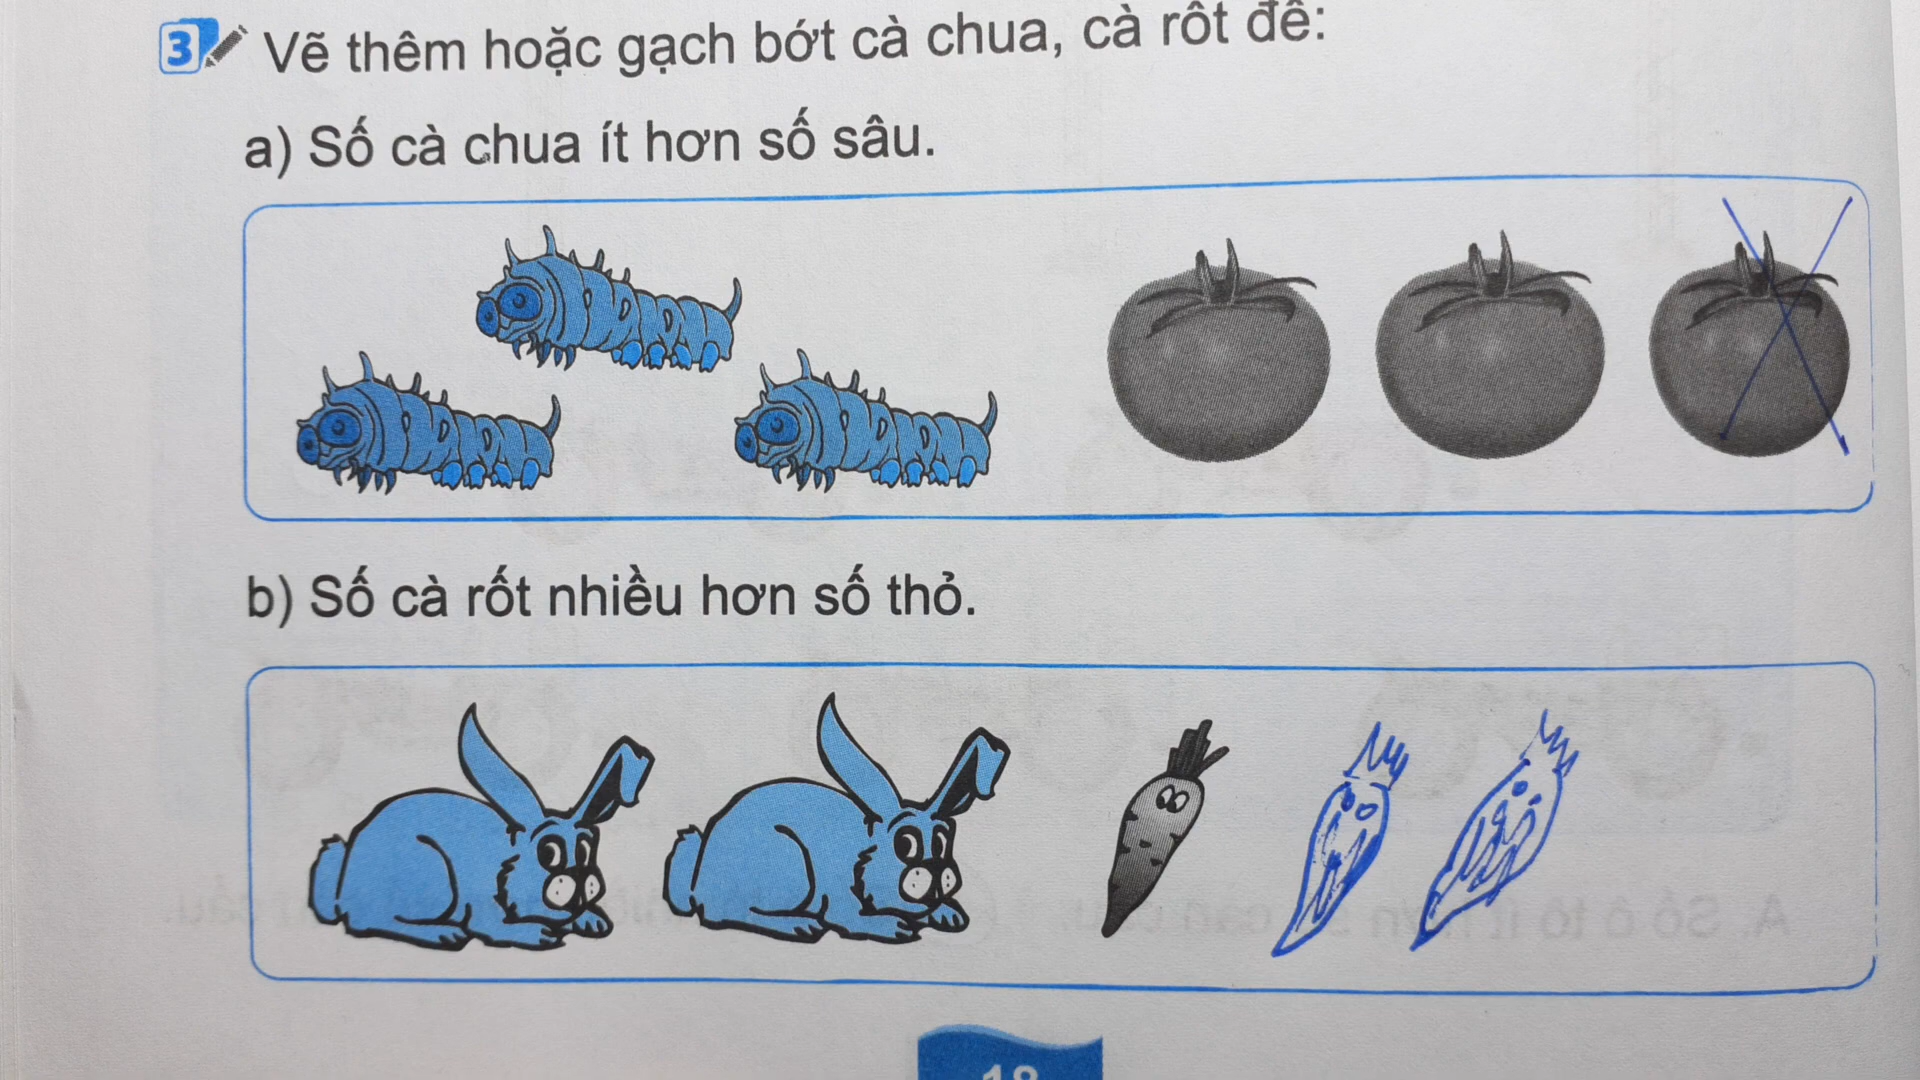 3 Vẽ thêm hoặc gạch bớt cà chua, cà rốt để:
a) Số cà chua ít hơn số sâu.
b) Số cà rốt nhiều hơn số thỏ.